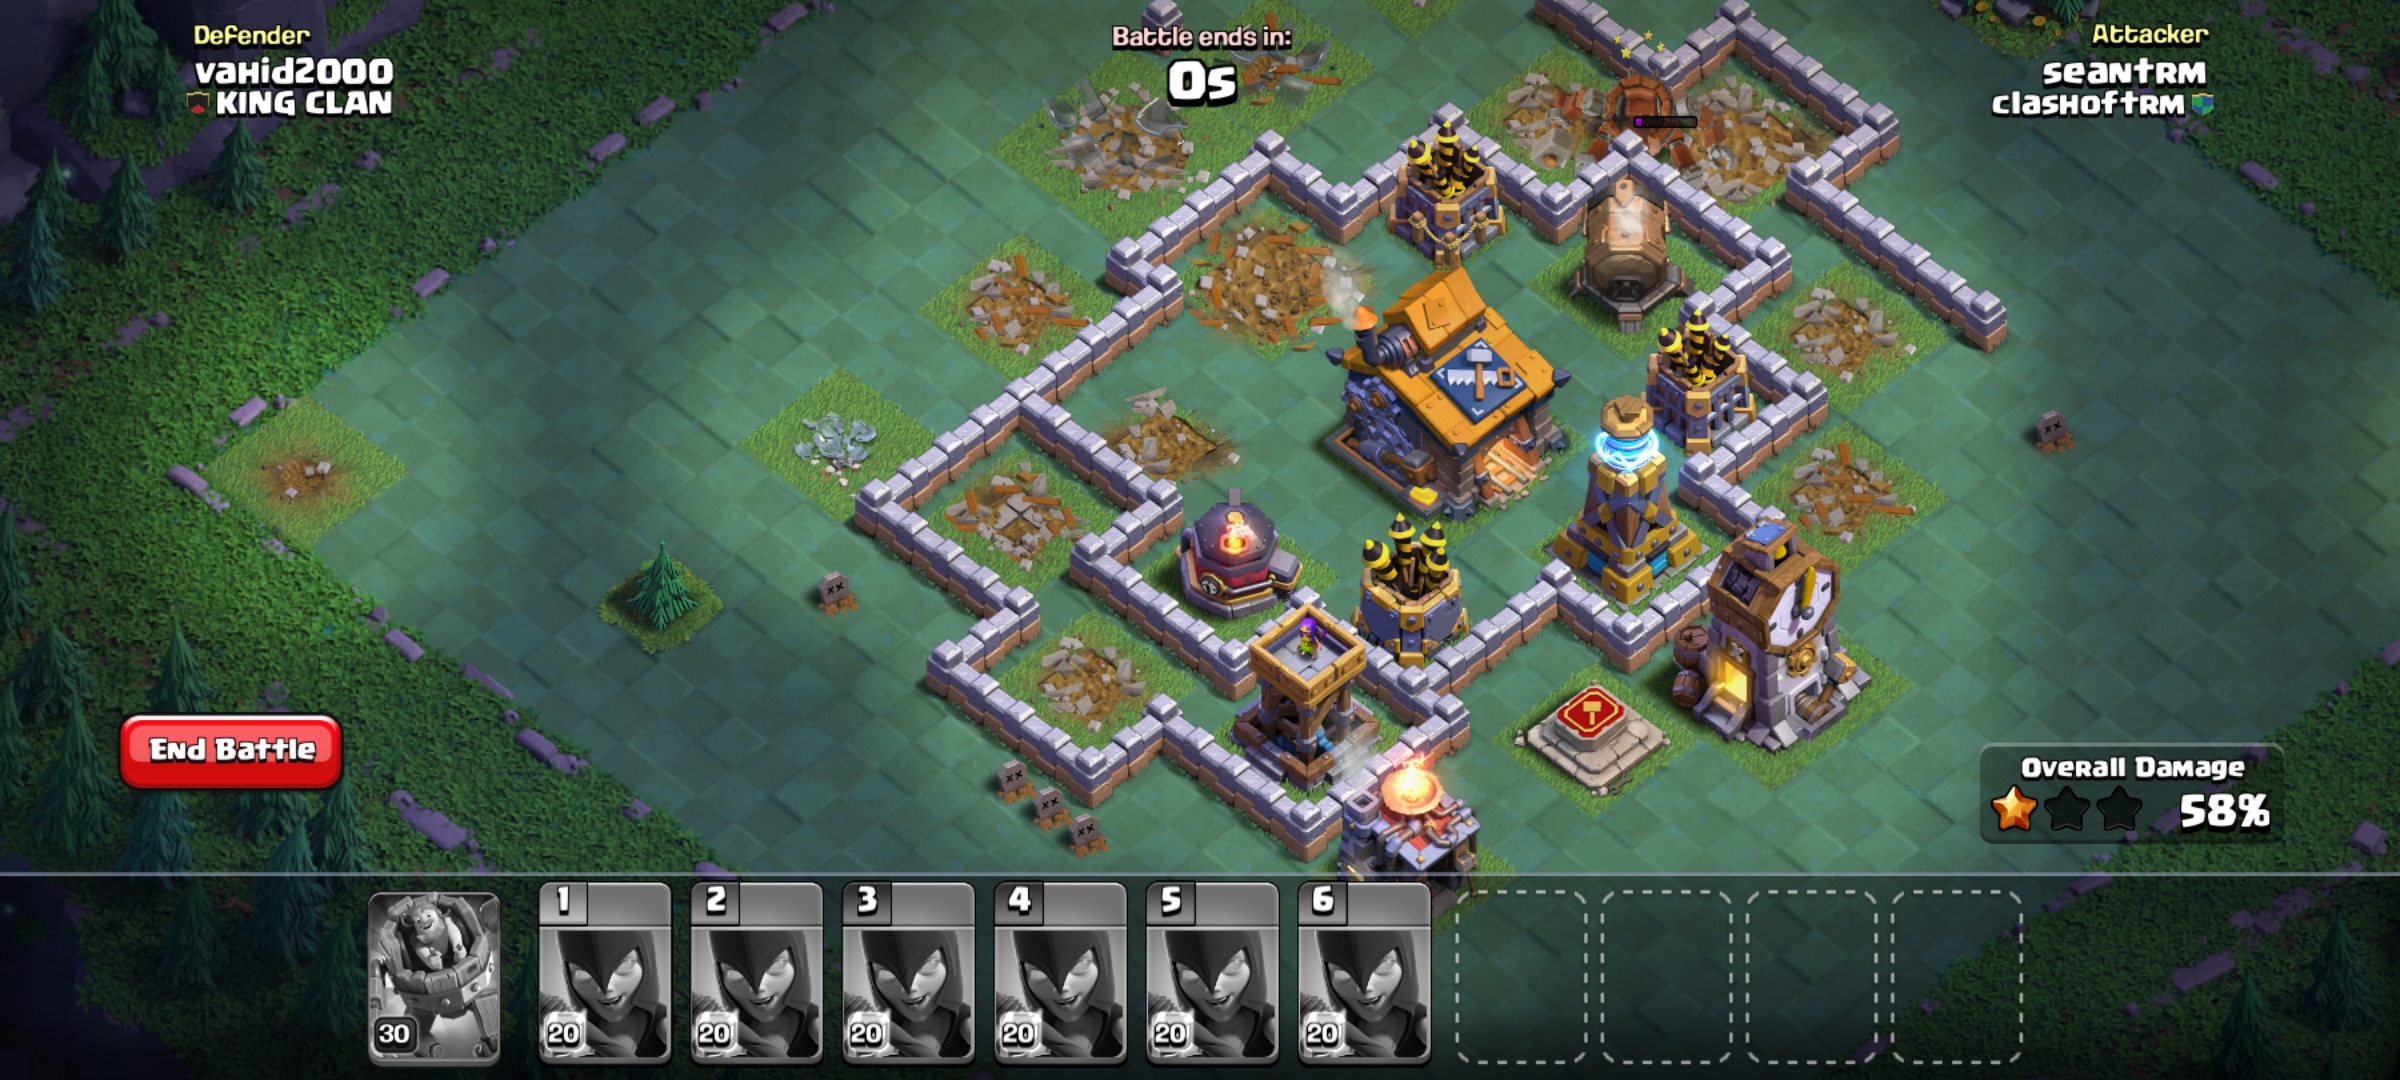 Defender
vahid2000
KING CLAN
Battle ends in:
0s
Attacker
seantRM
clashoftRM
End Battle
Overall Damage
58%
1
2
3
4
5
6
30
20
20
20
20
20
20